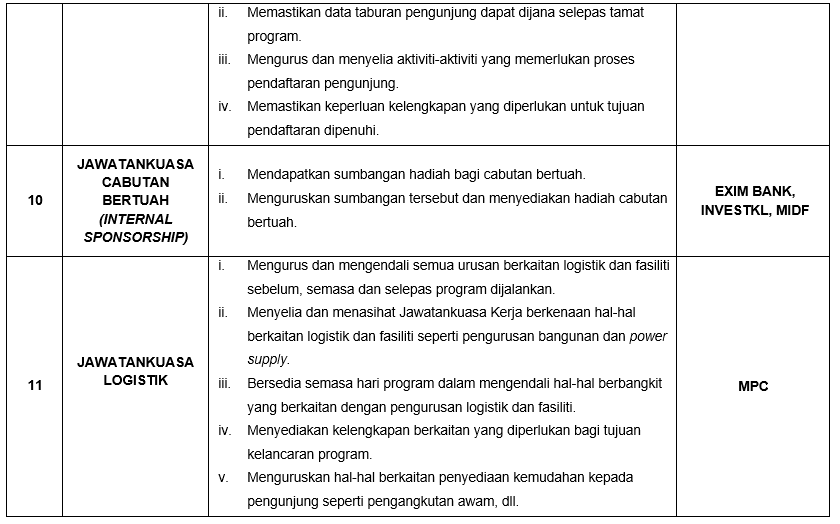 ii. Memastikan data taburan pengunjung dapat dijana selepas tamat
program.
iii. Mengurus dan menyelia aktiviti-aktiviti yang memerlukan proses
pendaftaran pengunjung.
iv. Memastikan keperluan kelengkapan yang diperlukan untuk tujuan
pendaftaran dipenuhi.
10
JAWATANKUASA
CABUTAN
BERTUAH
(INTERNAL
SPONSORSHIP)
i. Mendapatkan sumbangan hadiah bagi cabutan bertuah.
ii. Menguruskan sumbangan tersebut dan menyediakan hadiah cabutan
bertuah.
EXIM BANK,
INVESTKL, MIDF
11
JAWATANKUASA
LOGISTIK
i. Mengurus dan mengendali semua urusan berkaitan logistik dan fasiliti
sebelum, semasa dan selepas program dijalankan.
ii. Menyelia dan menasihat Jawatankuasa Kerja berkenaan hal-hal
berkaitan logistik dan fasiliti seperti pengurusan bangunan dan power
supply.
iii. Bersedia semasa hari program dalam mengendali hal-hal berbangkit
yang berkaitan dengan pengurusan logistik dan fasiliti.
iv. Menyediakan kelengkapan berkaitan yang diperlukan bagi tujuan
kelancaran program.
v. Menguruskan hal-hal berkaitan penyediaan kemudahan kepada
pengunjung seperti pengangkutan awam, dll.
MPC